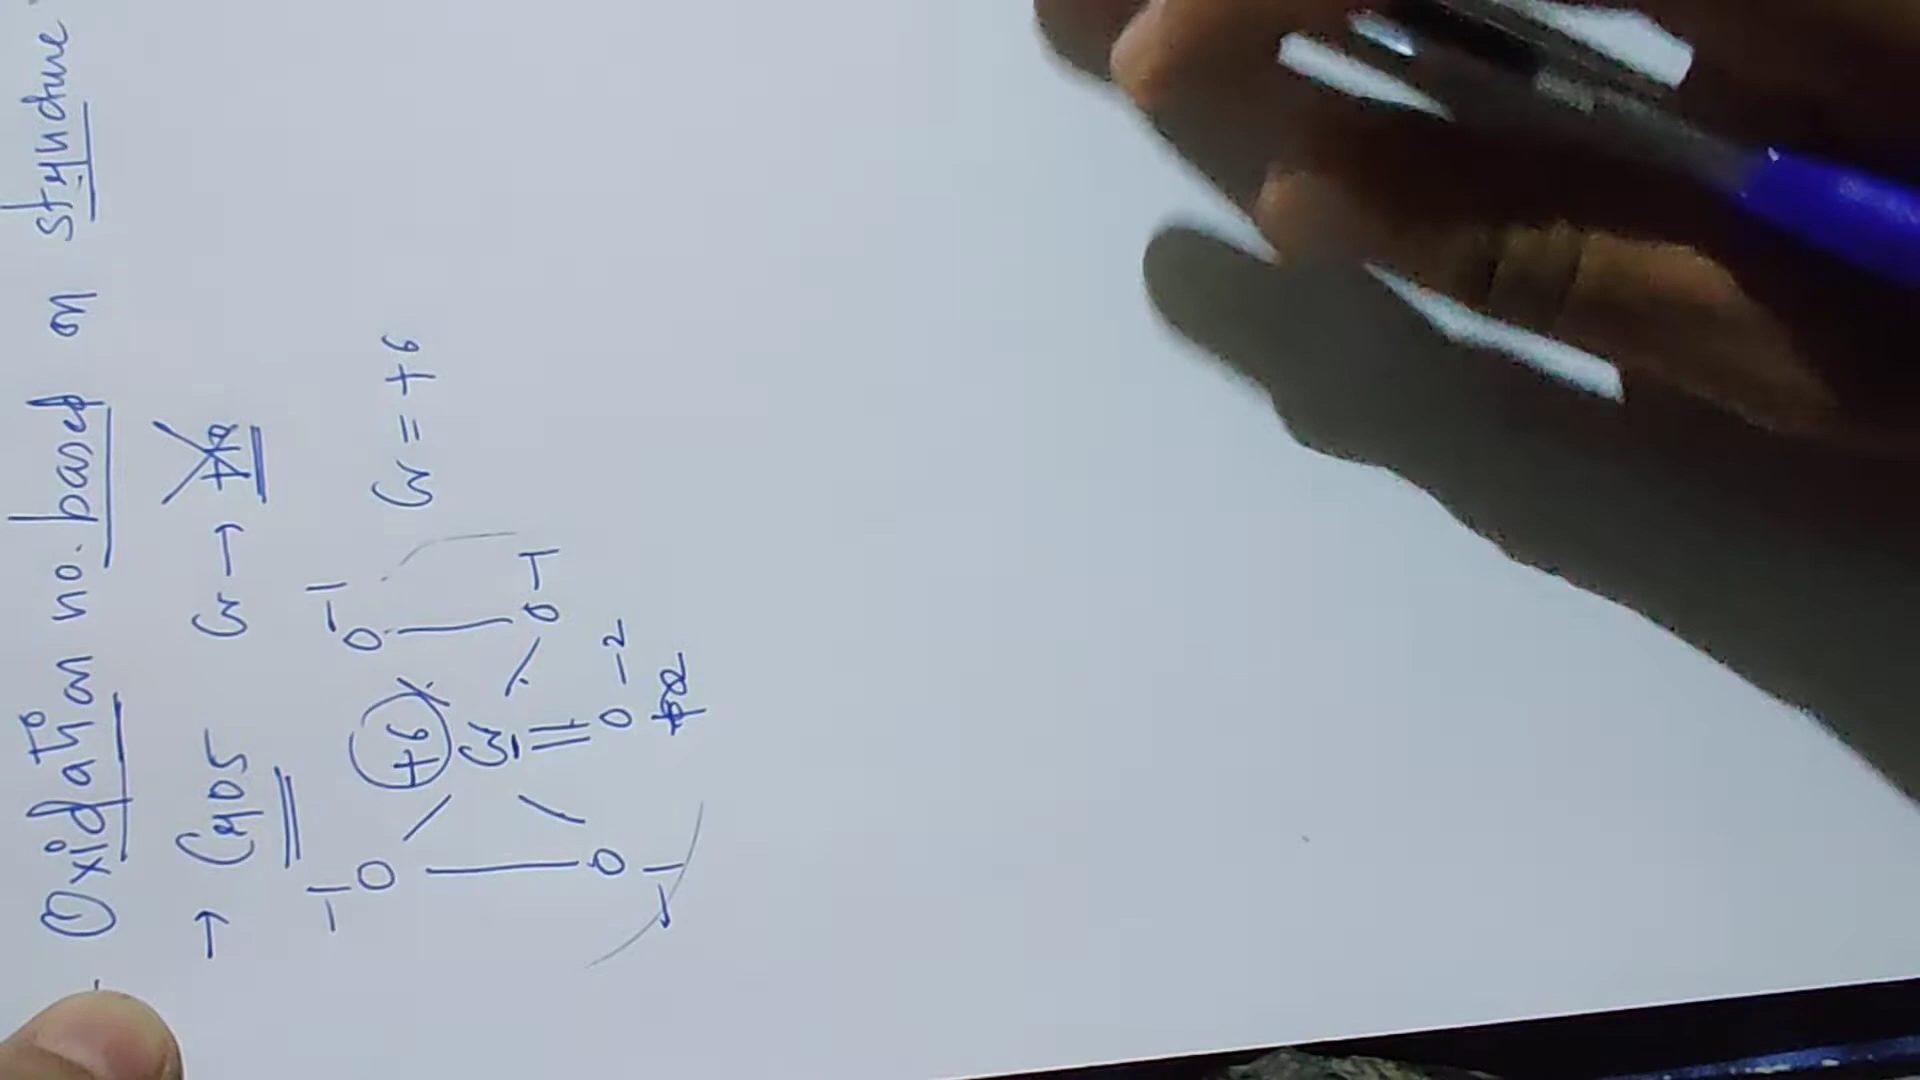 Oxidation no. based on structure
→ CrO5 Cr → +10
-1 O O -1
+6 Cr = +6
Cr
O O -1
-1 O -2